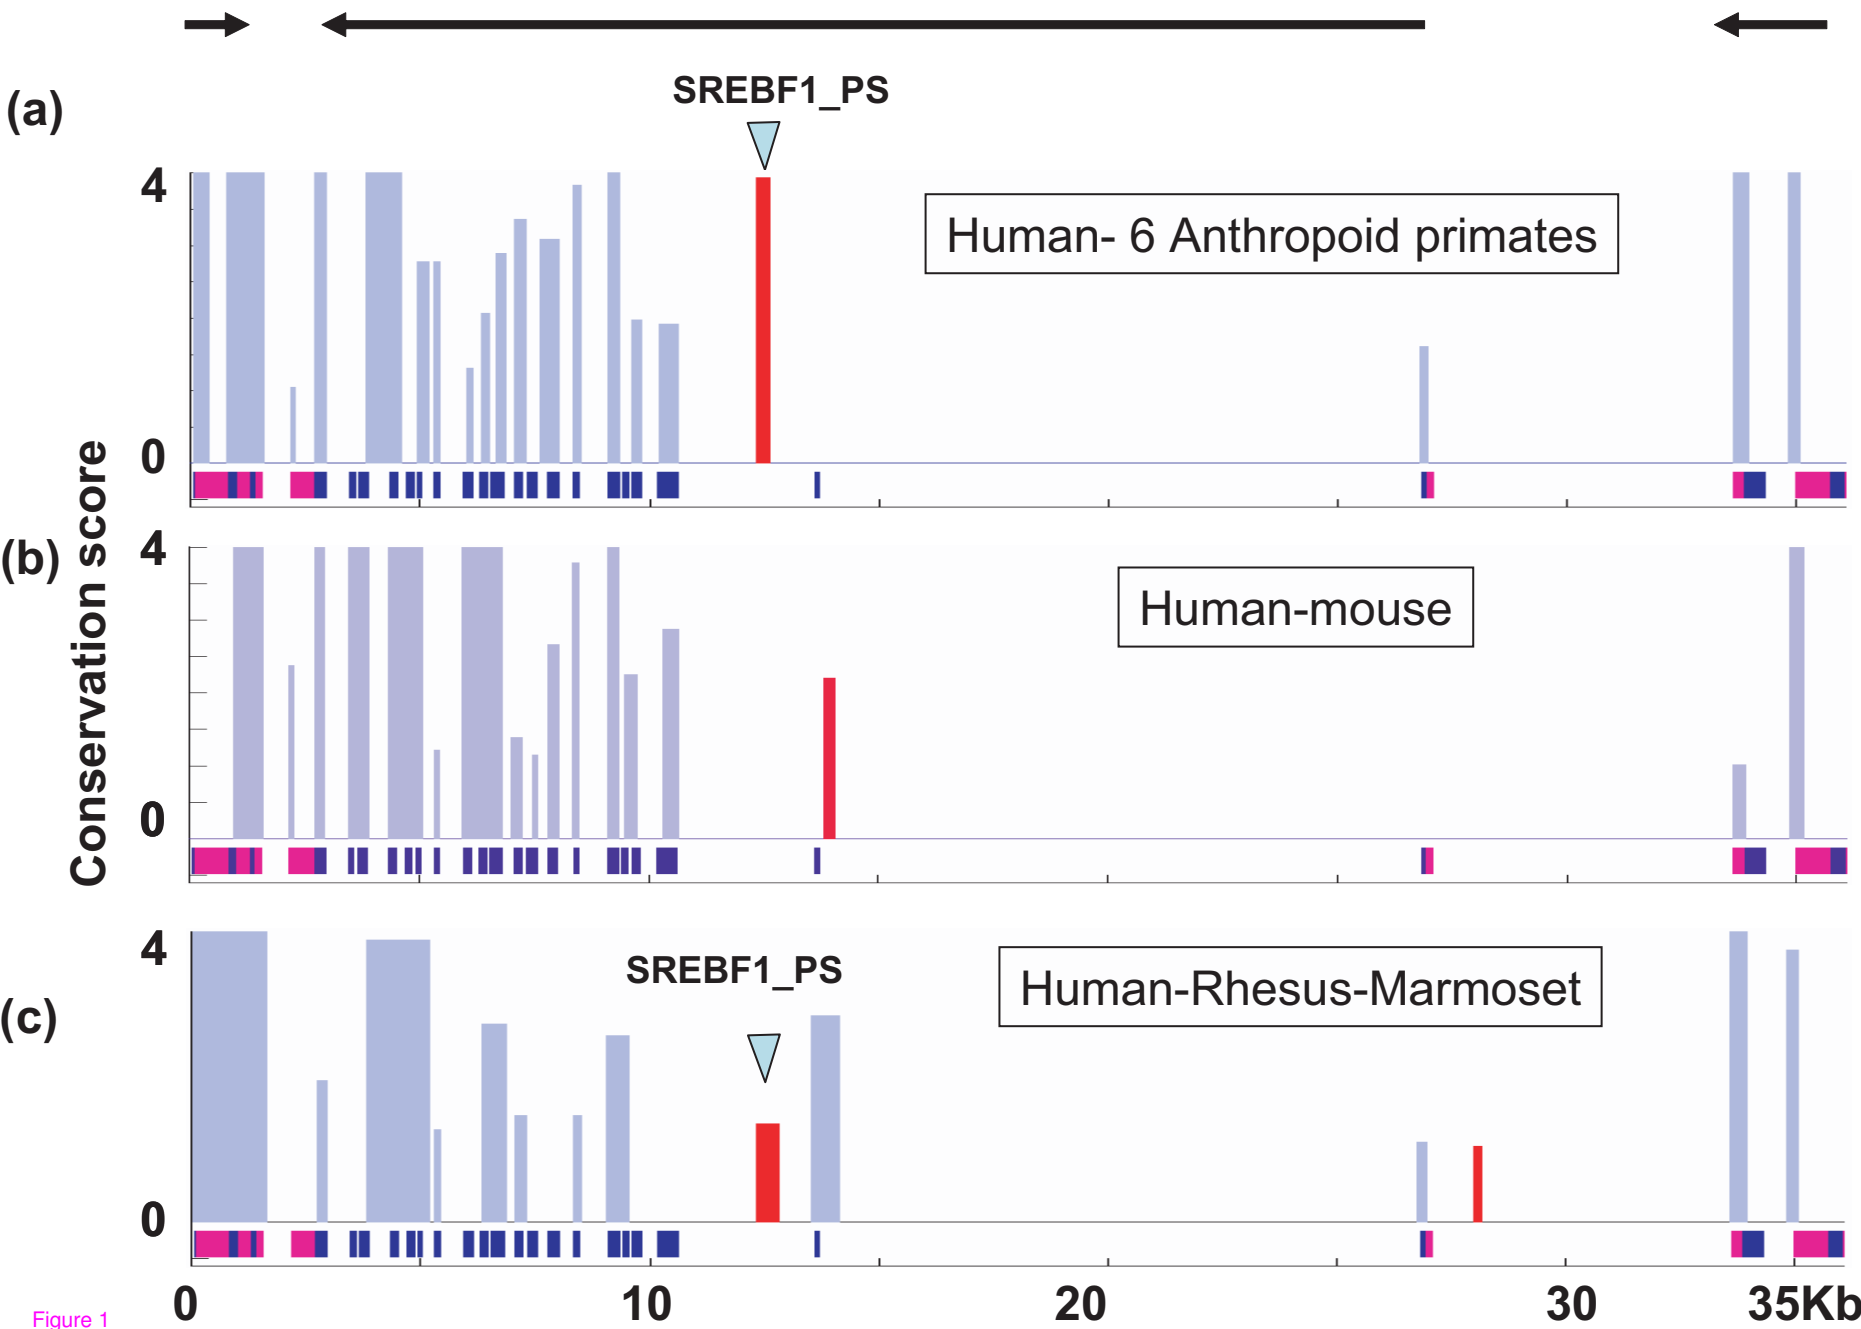 SREBF1_PS
(a)
4
Human- 6 Anthropoid primates
0
Conservation score
(b)
4
Human-mouse
0
(c)
4
SREBF1_PS
Human-Rhesus-Marmoset
0
0 10 20 30 35Kb
Figure 1